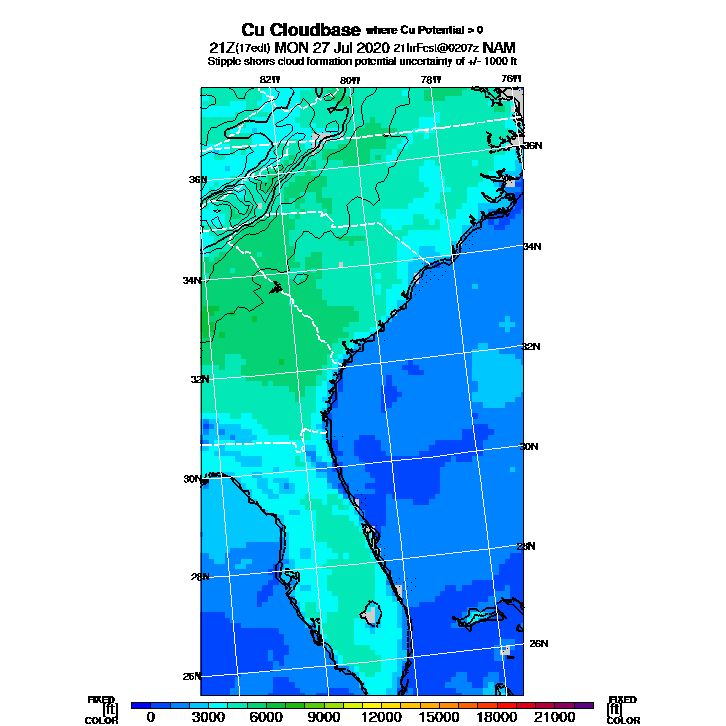 Cu Cloudbase where Cu Potential > 0
21Z(17edt) MON 27 Jul 2020 21hrFcst@0207z NAM
Stipple shows cloud formation potential uncertainty of +/- 1000 ft
82W 80W 78W 76W
36N
36N
34N
34N
32N
32N
30N
30N
28N
28N
26N
26N
FIXED [ft] COLOR
0 3000 6000 9000 12000 15000 18000 21000
FIXED [ft] COLOR